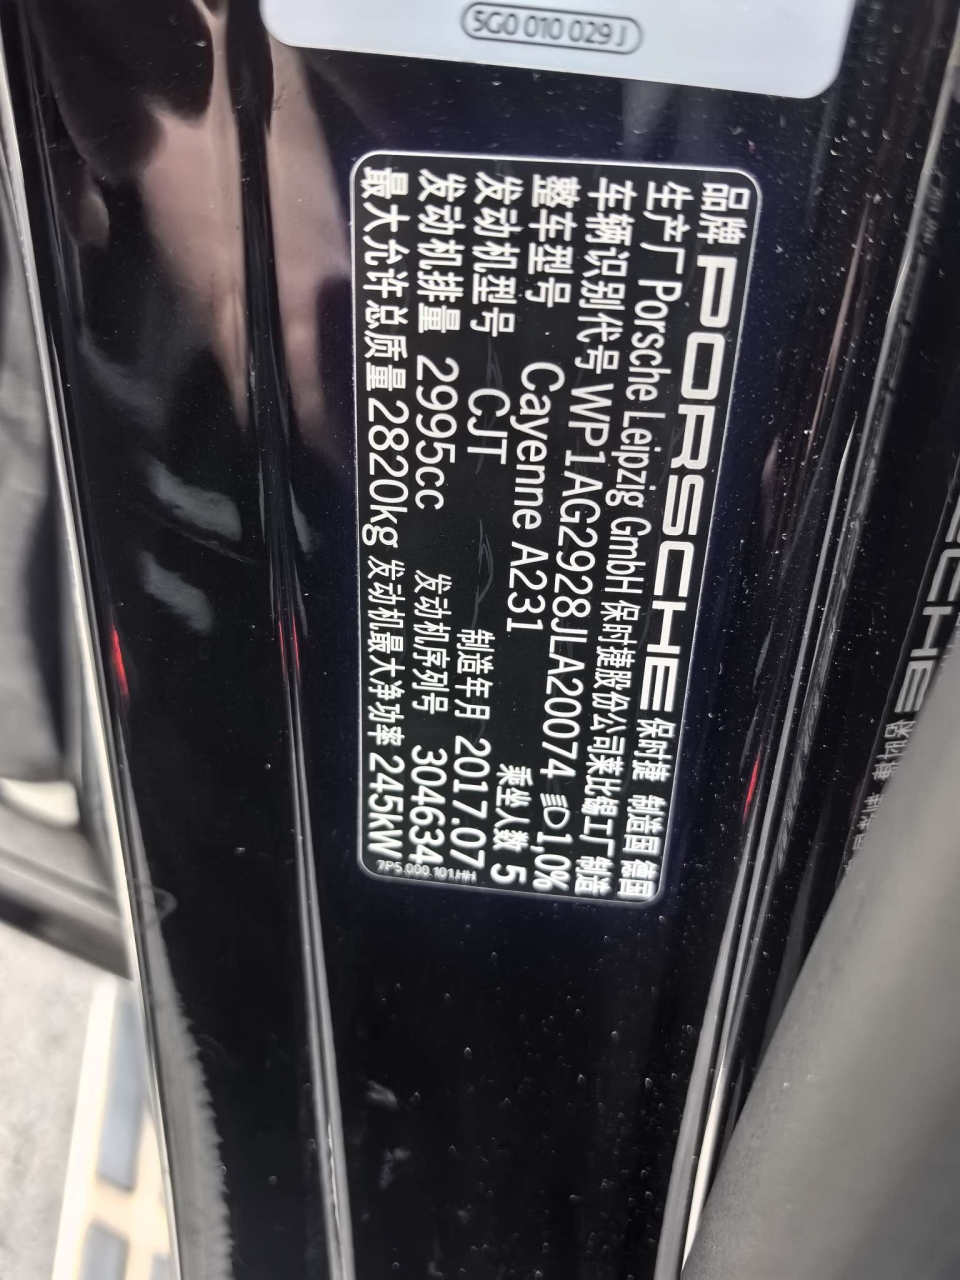 5G0 010 029 J
品牌 PORSCHE 保时捷 制造国 德国
生产厂 Porsche Leipzig GmbH 保时捷股份公司莱比锡工厂 制造
车辆识别代号 WP1AG2928JLA20074 1,0%
整车型号 Cayenne A231 乘坐人数 5
发动机型号 CJT 制造年月 2017.07
发动机排量 2995cc 发动机序列号 304634
最大允许总质量 2820kg 发动机最大净功率 245kW
7P5.000.101.HH